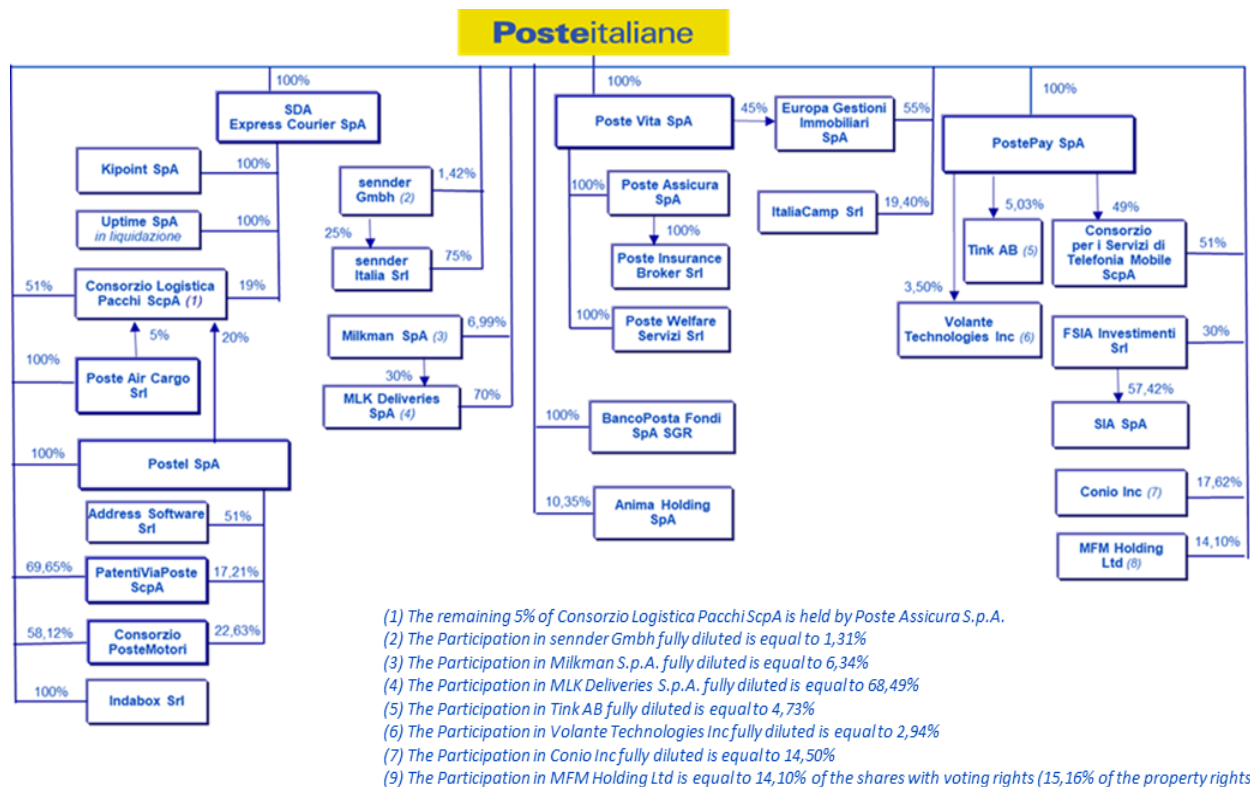 Posteitaliane
100%
SDA
Express Courier SpA
Kipoint SpA
100%
Uptime SpA
in liquidazione
100%
51%
Consorzio Logistica
Pacchi ScpA (1)
19%
5%
20%
100%
Poste Air Cargo
Srl
100%
Postel SpA
Address Software
Srl
51%
69,65%
PatentiViaPoste
ScpA
17,21%
58,12%
Consorzio
PosteMotori
22,63%
100%
Indabox Srl
sennder
Gmbh (2)
1,42%
25%
sennder
Italia Srl
75%
Milkman SpA (3)
6,99%
30%
MLK Deliveries
SpA (4)
70%
100%
Poste Vita SpA
45%
Europa Gestioni
Immobiliari
SpA
55%
100%
Poste Assicura
SpA
100%
Poste Insurance
Broker Srl
100%
Poste Welfare
Servizi Srl
ItaliaCamp Srl
19,40%
100%
BancoPosta Fondi
SpA SGR
10,35%
Anima Holding
SpA
100%
PostePay SpA
5,03%
Tink AB (5)
49%
Consorzio
per i Servizi di
Telefonia Mobile
ScpA
51%
3,50%
Volante
Technologies Inc (6)
FSIA Investimenti
Srl
30%
57,42%
SIA SpA
Conio Inc (7)
17,62%
MFM Holding
Ltd (8)
14,10%
(1) The remaining 5% of Consorzio Logistica Pacchi ScpA is held by Poste Assicura S.p.A.
(2) The Participation in sennder Gmbh fully diluted is equal to 1,31%
(3) The Participation in Milkman S.p.A. fully diluted is equal to 6,34%
(4) The Participation in MLK Deliveries S.p.A. fully diluted is equal to 68,49%
(5) The Participation in Tink AB fully diluted is equal to 4,73%
(6) The Participation in Volante Technologies Inc fully diluted is equal to 2,94%
(7) The Participation in Conio Inc fully diluted is equal to 14,50%
(9) The Participation in MFM Holding Ltd is equal to 14,10% of the shares with voting rights (15,16% of the property rights